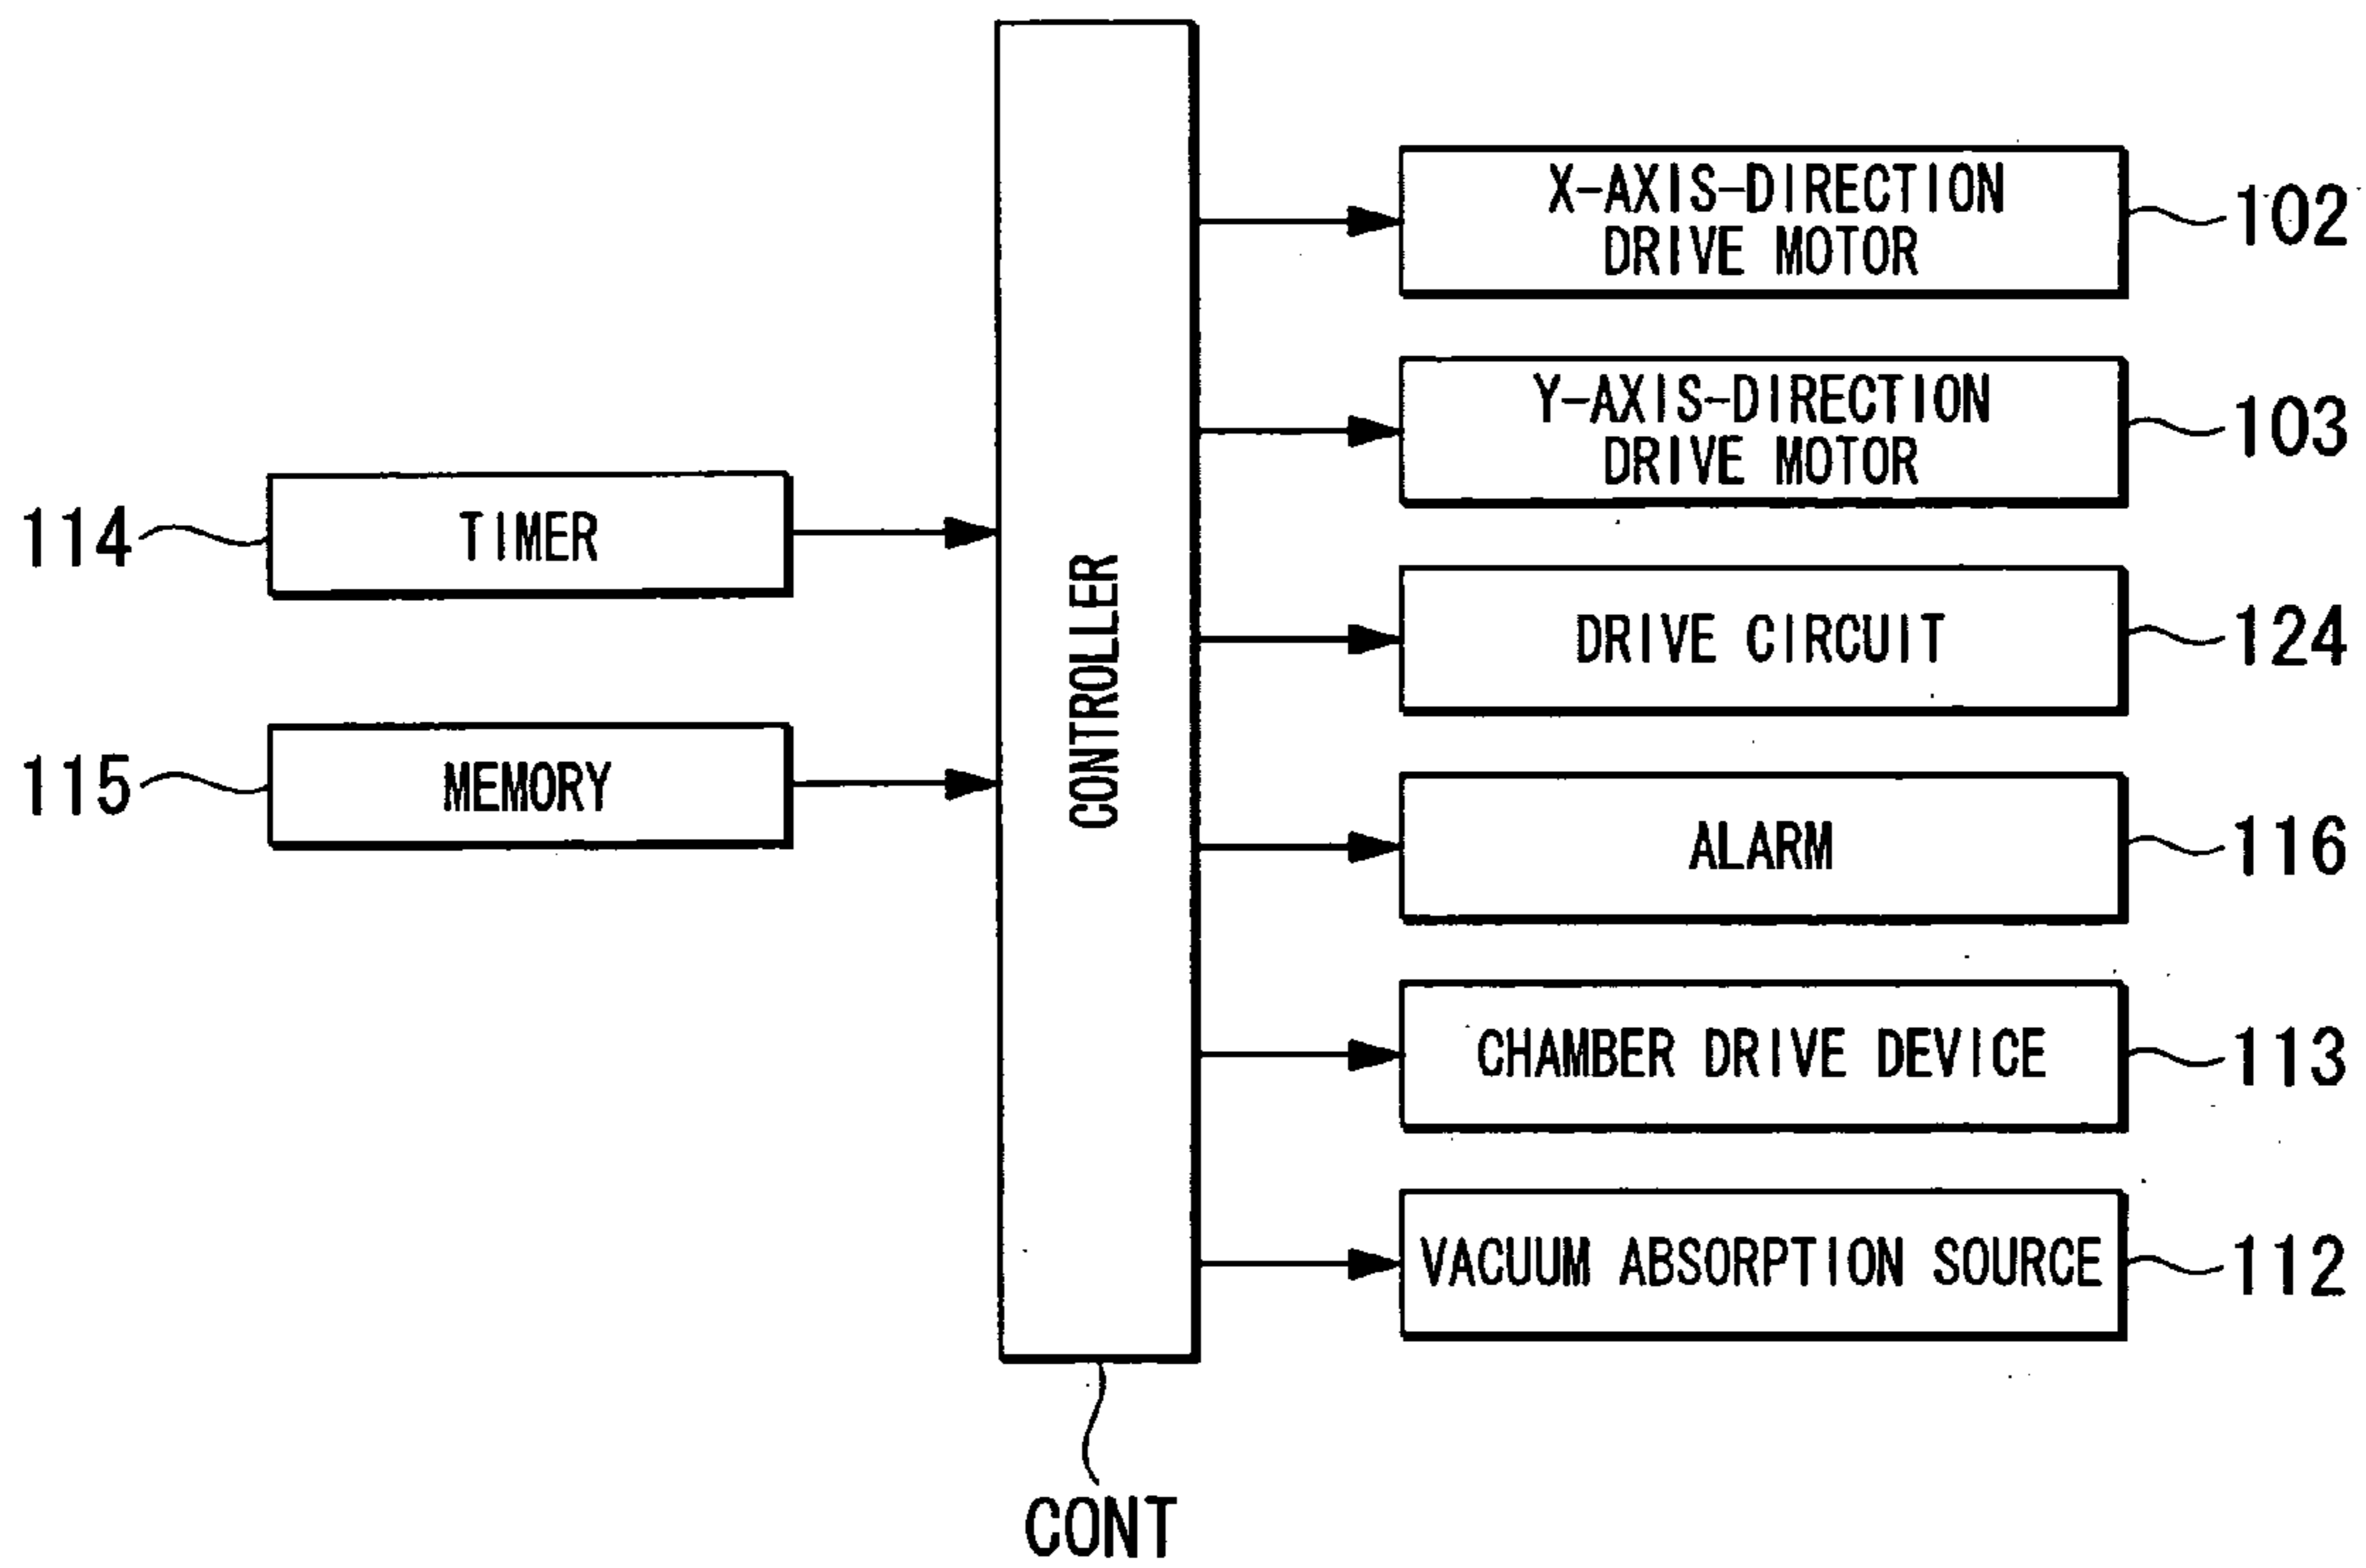 X-AXIS-DIRECTION
DRIVE MOTOR
102
Y-AXIS-DIRECTION
DRIVE MOTOR
103
114
TIMER
DRIVE CIRCUIT
124
CONTROLLER
115
MEMORY
ALARM
116
CHAMBER DRIVE DEVICE
113
VACUUM ABSORPTION SOURCE
112
CONT